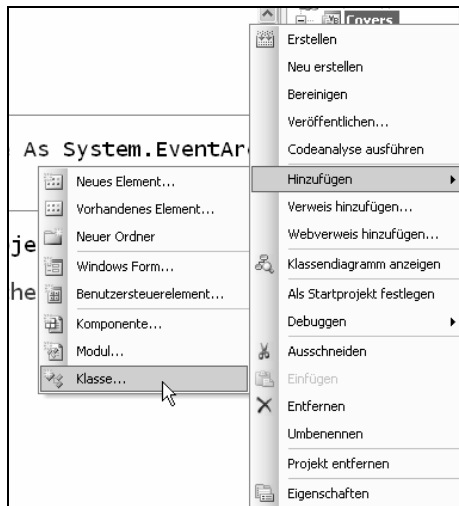 Covers
Erstellen
Neu erstellen
Bereinigen
Veröffentlichen...
As System.EventAr
Codeanalyse ausführen
Hinzufügen
Verweis hinzufügen...
Webverweis hinzufügen...
Klassendiagramm anzeigen
Als Startprojekt festlegen
Debuggen
Ausschneiden
Einfügen
Entfernen
Umbenennen
Projekt entfernen
Eigenschaften
Neues Element...
Vorhandenes Element...
Neuer Ordner
je
Windows Form...
he
Benutzersteuerelement...
Komponente...
Modul...
Klasse...